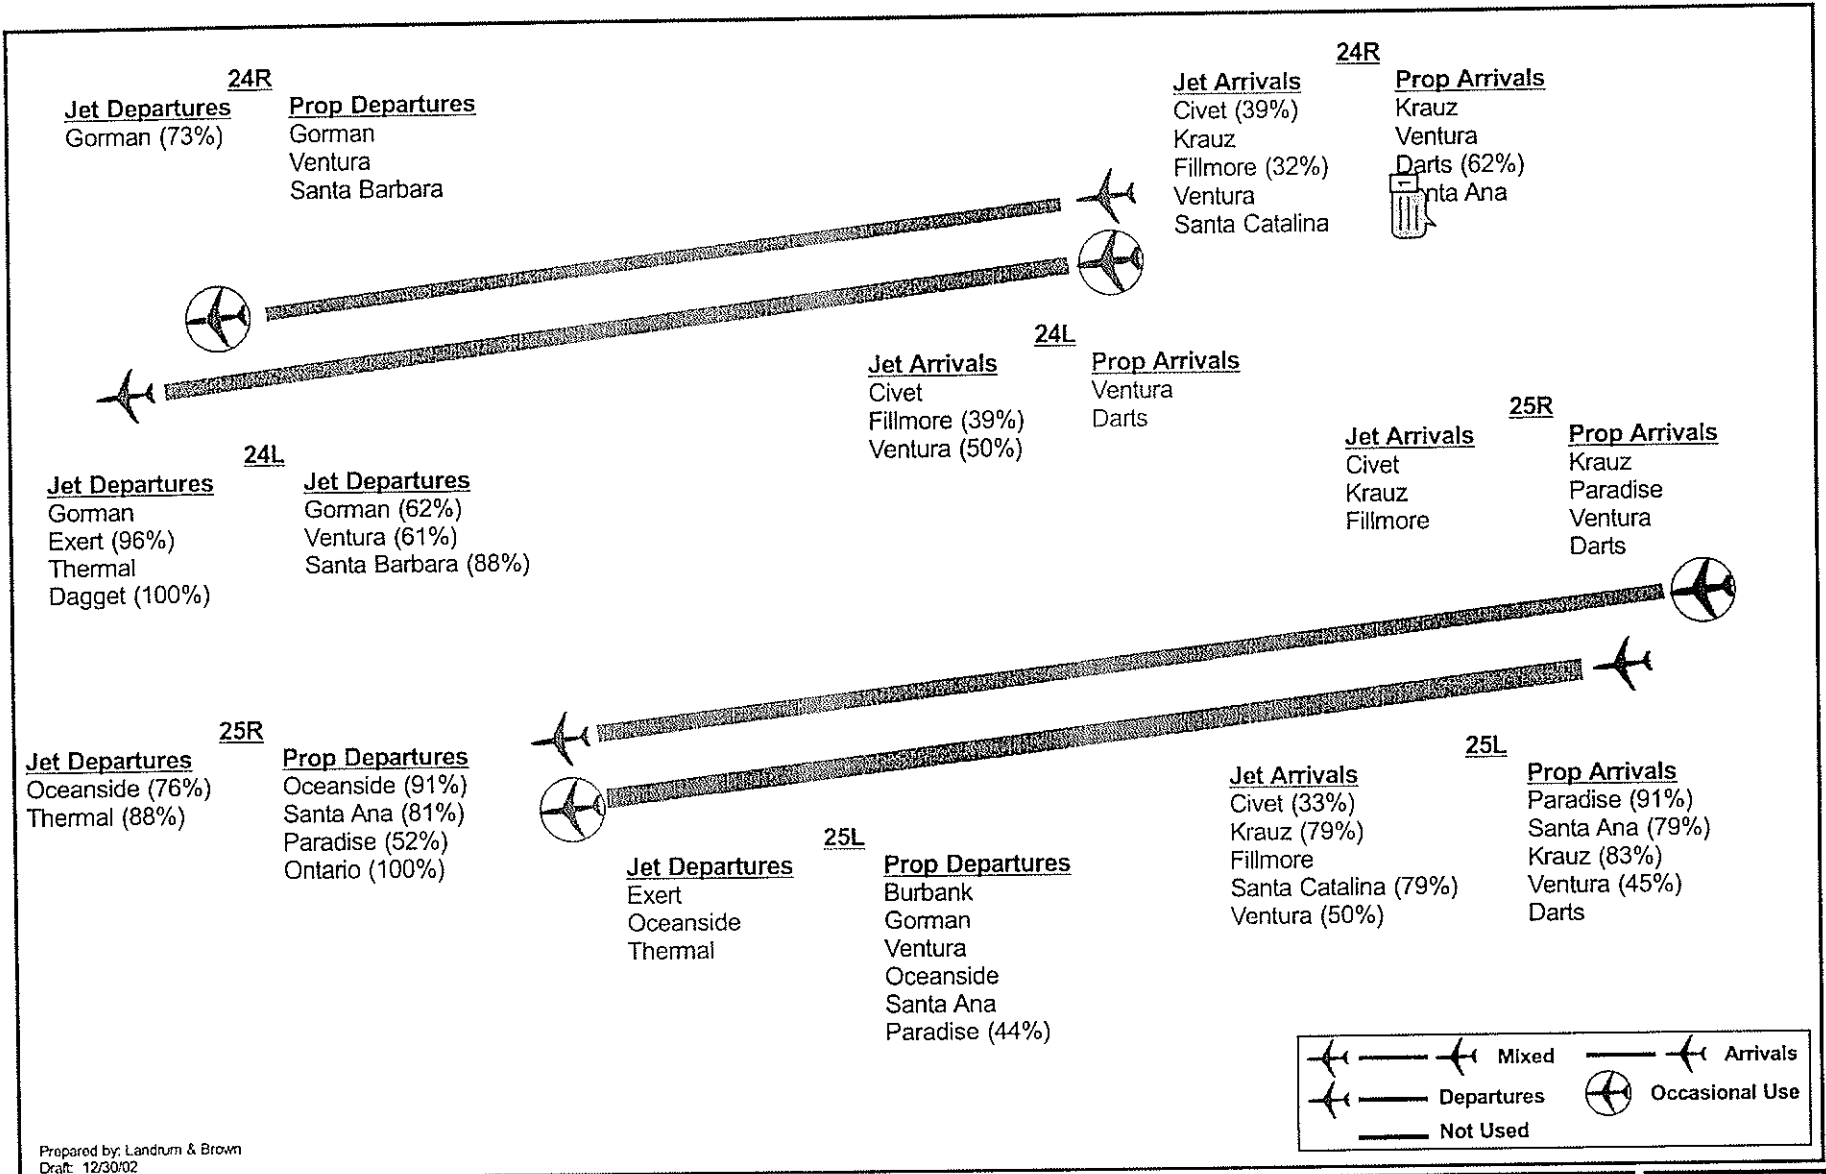 24R
Jet Departures
Gorman (73%)
Prop Departures
Gorman
Ventura
Santa Barbara
24R
Jet Arrivals
Civet (39%)
Krauz
Fillmore (32%)
Ventura
Santa Catalina
Prop Arrivals
Krauz
Ventura
Darts (62%)
nta Ana
24L
Jet Arrivals
Civet
Fillmore (39%)
Ventura (50%)
Prop Arrivals
Ventura
Darts
25R
Jet Arrivals
Civet
Krauz
Fillmore
Prop Arrivals
Krauz
Paradise
Ventura
Darts
24L
Jet Departures
Gorman
Exert (96%)
Thermal
Dagget (100%)
Jet Departures
Gorman (62%)
Ventura (61%)
Santa Barbara (88%)
25R
Jet Departures
Oceanside (76%)
Thermal (88%)
Prop Departures
Oceanside (91%)
Santa Ana (81%)
Paradise (52%)
Ontario (100%)
25L
Jet Departures
Exert
Oceanside
Thermal
Prop Departures
Burbank
Gorman
Ventura
Oceanside
Santa Ana
Paradise (44%)
25L
Jet Arrivals
Civet (33%)
Krauz (79%)
Fillmore
Santa Catalina (79%)
Ventura (50%)
Prop Arrivals
Paradise (91%)
Santa Ana (79%)
Krauz (83%)
Ventura (45%)
Darts
Mixed
Arrivals
Departures
Occasional Use
Not Used
Prepared by: Landrum & Brown
Draft: 12/30/02